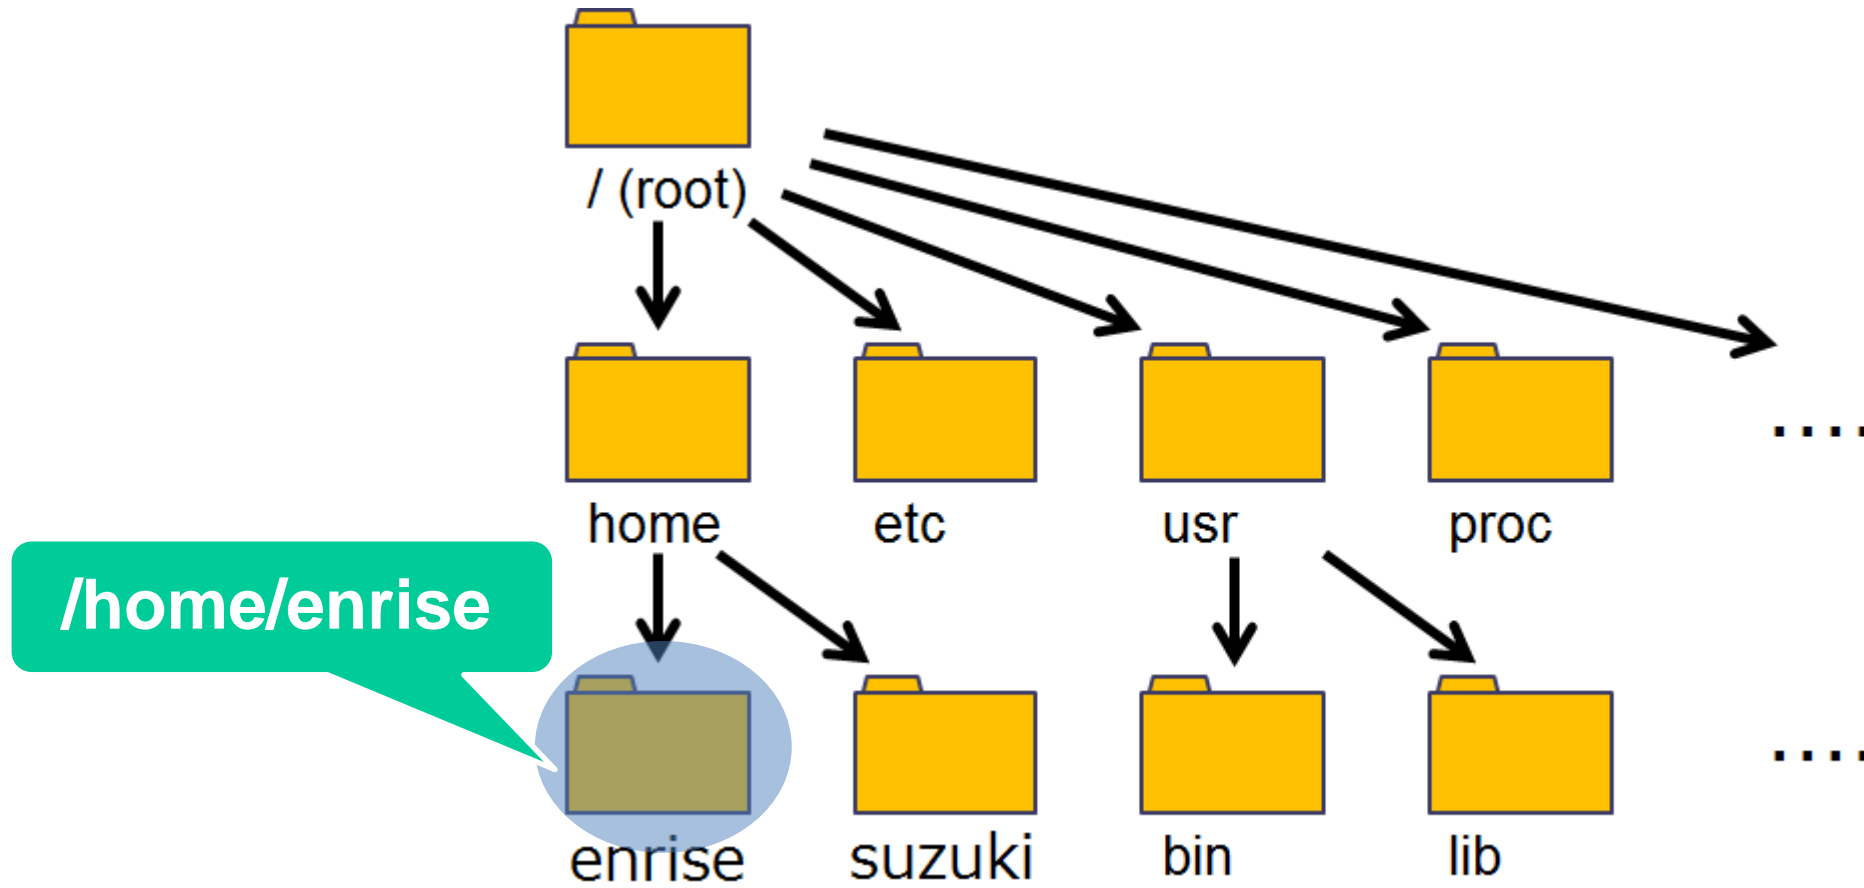 / (root)
home
etc
usr
proc
....
/home/enrise
....
enrise
suzuki
bin
lib